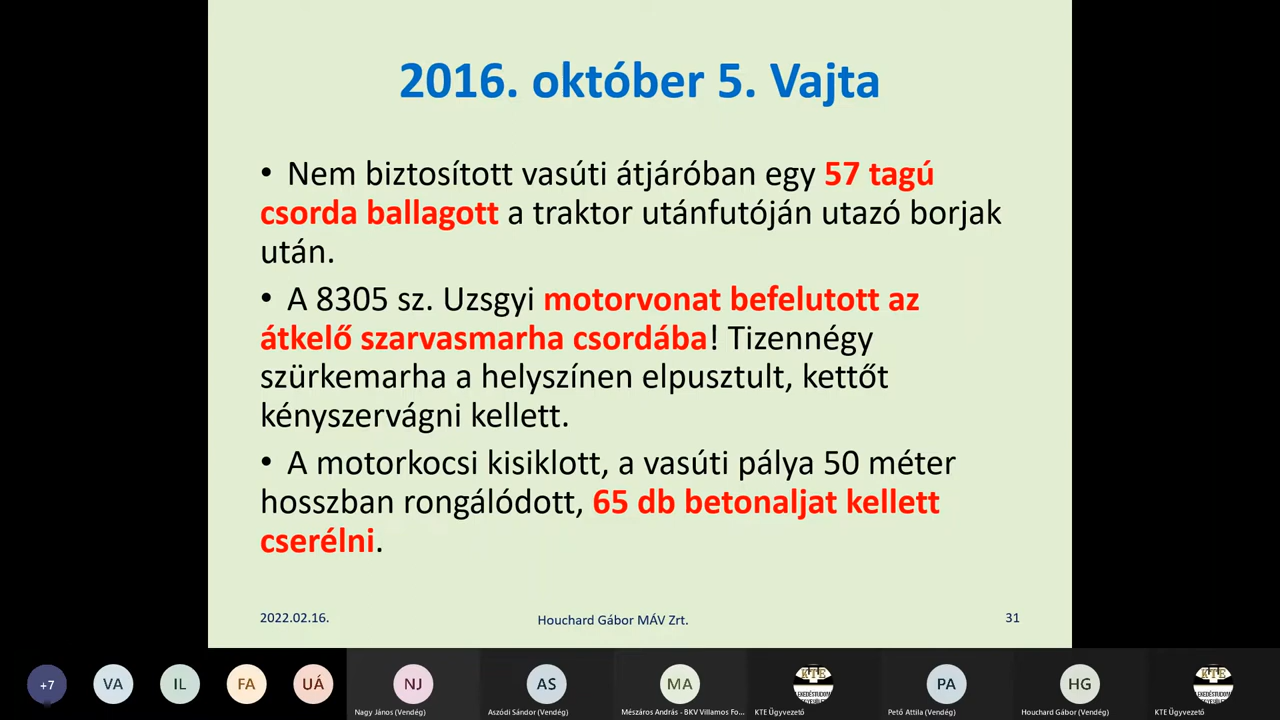 2016. október 5. Vajta
• Nem biztosított vasúti átjáróban egy 57 tagú
csorda ballagott a traktor utánfutóján utazó borjak
után.
• A 8305 sz. Uzsgyi motorvonat befelutott az
átkelő szarvasmarha csordába! Tizennégy
szürkemarha a helyszínen elpusztult, kettőt
kényszervágni kellett.
• A motorkocsi kisiklott, a vasúti pálya 50 méter
hosszban rongálódott, 65 db betonaljat kellett
cserélni.
2022.02.16.
Houchard Gábor MÁV Zrt.
31
+7
VA
IL
FA
UÁ
NJ
AS
MA
KTE
PA
HG
KTE
Nagy János (Vendég)
Aszódi Sándor (Vendég)
Mészáros András - BKV Villamos Fo...
KTE Ügyvezető
Pető Attila (Vendég)
Houchard Gábor (Vendég)
KTE Ügyvezető